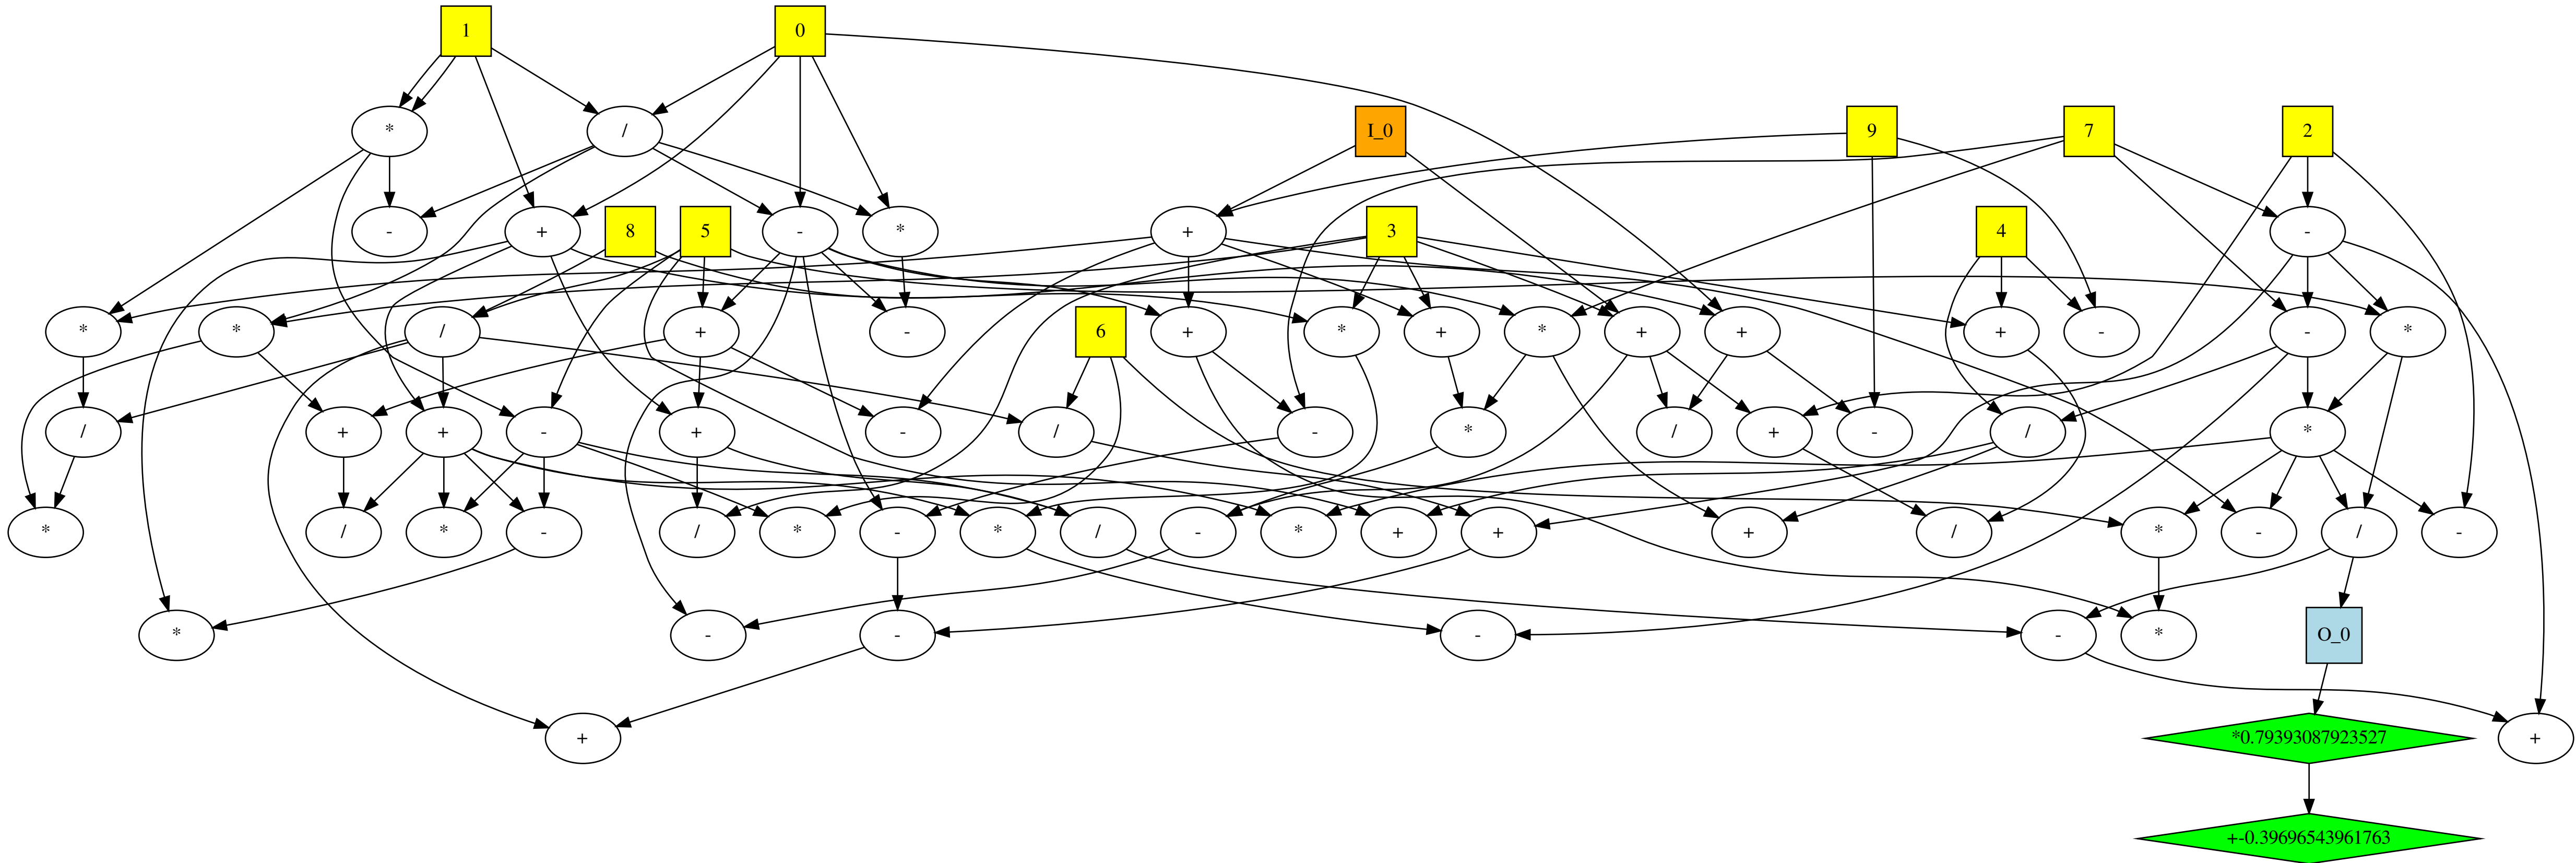 1 0
* / I_0 9 7 2
- + 8 5 - * + 3 4 -
* * / + - 6 + * + * + + + - - *
/ + + - + - / - * / + - / *
* / * - / * - * / - * + + + / * - / -
* - - - - * O_0
+ *0.79393087923527 +
+-0.39696543961763